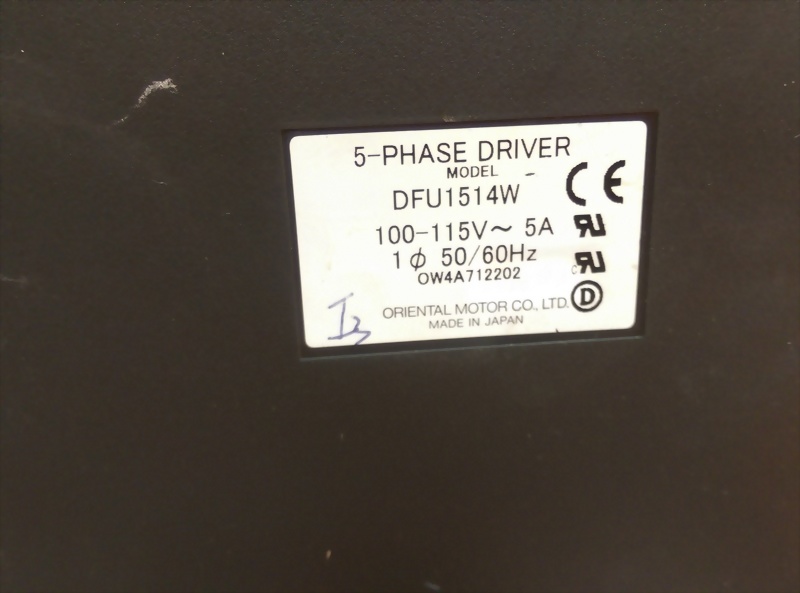 5-PHASE DRIVER
MODEL -
DFU1514W
CE
100-115V~ 5A
1ϕ 50/60Hz
OW4A712202
D
ORIENTAL MOTOR CO., LTD.
MADE IN JAPAN